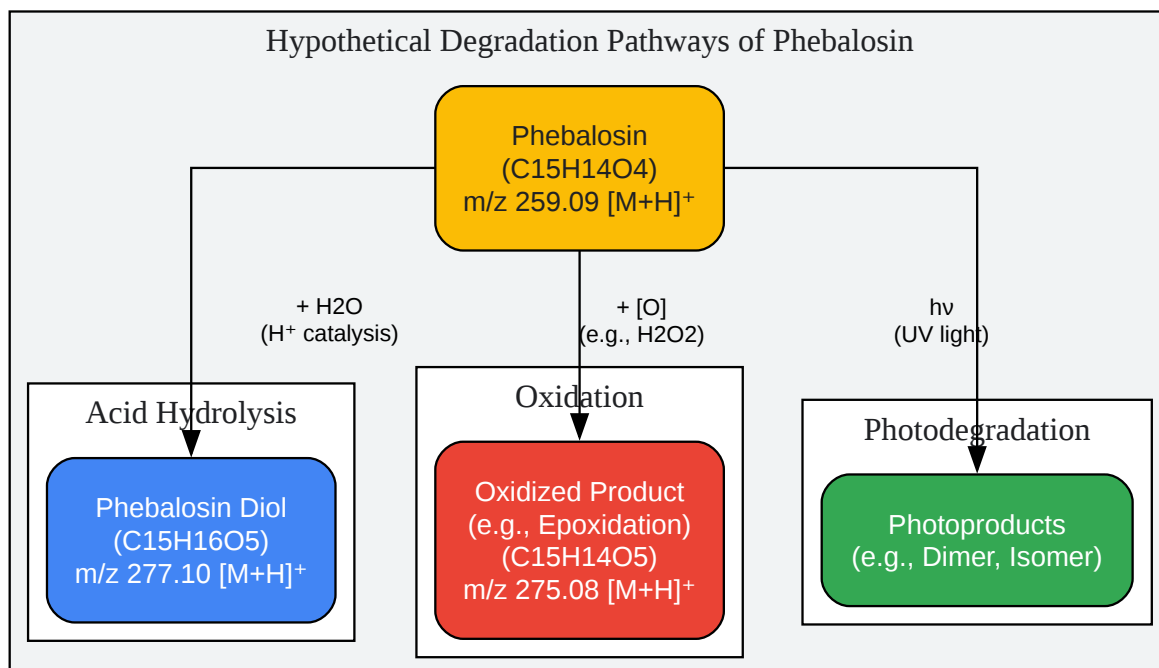 Hypothetical Degradation Pathways of Phebalosin
Phebalosin
(C15H14O4)
m/z 259.09 [M+H]⁺
+ H2O
(H⁺ catalysis)
+ [O]
(e.g., H2O2)
hν
(UV light)
Acid Hydrolysis
Phebalosin Diol
(C15H16O5)
m/z 277.10 [M+H]⁺
Oxidation
Oxidized Product
(e.g., Epoxidation)
(C15H14O5)
m/z 275.08 [M+H]⁺
Photodegradation
Photoproducts
(e.g., Dimer, Isomer)